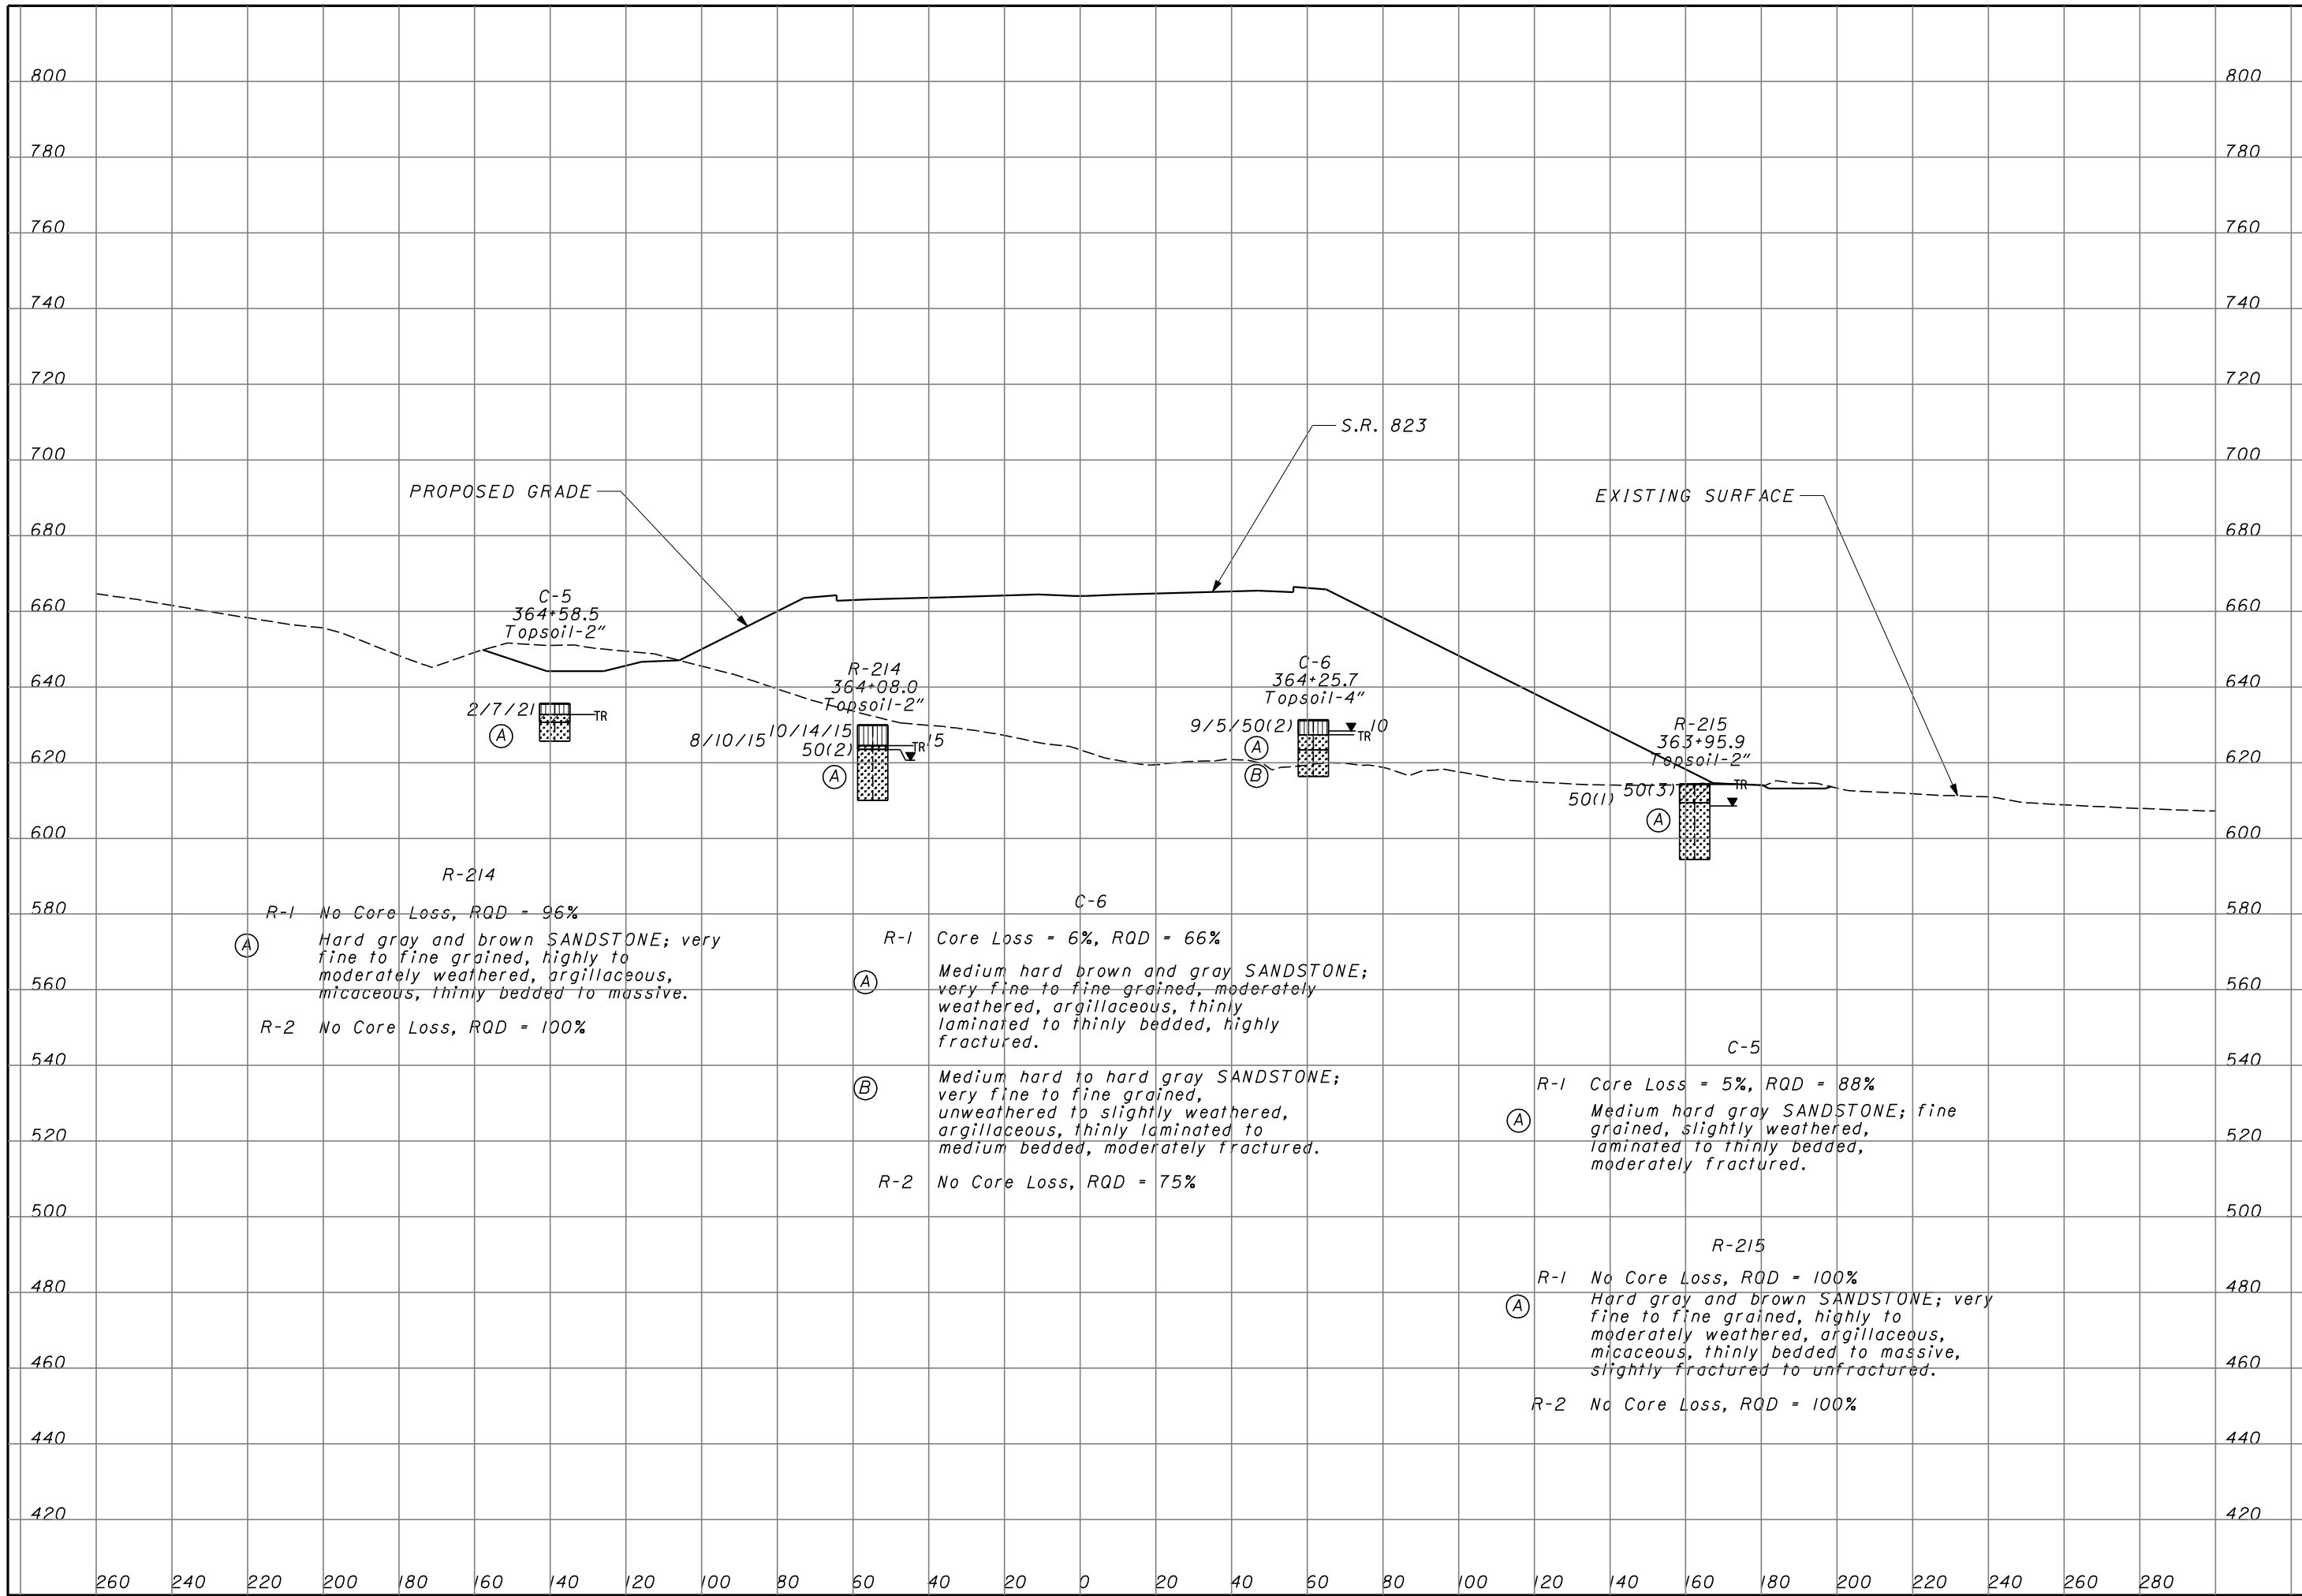 800 800
780 780
760 760
740 740
720 720
S.R. 823
700 700
PROPOSED GRADE
EXISTING SURFACE
680 680
660 660
C-5
364+58.5
Topsoil-2"
2/7/21
TR
A
640 640
R-214
364+08.0
Topsoil-2"
10/14/15
8/10/15
50(2)
TR
15
A
C-6
364+25.7
Topsoil-4"
9/5/50(2)
10
TR
A
B
R-215
363+95.9
Topsoil-2"
50(3)
50(1)
TR
A
620 620
600 600
R-214
R-1 No Core Loss, RQD = 96%
A Hard gray and brown SANDSTONE; very
fine to fine grained, highly to
moderately weathered, argillaceous,
micaceous, thinly bedded to massive.
R-2 No Core Loss, RQD = 100%
580 580
C-6
R-1 Core Loss = 6%, RQD = 66%
A Medium hard brown and gray SANDSTONE;
very fine to fine grained, moderately
weathered, argillaceous, thinly
laminated to thinly bedded, highly
fractured.
B Medium hard to hard gray SANDSTONE;
very fine to fine grained,
unweathered to slightly weathered,
argillaceous, thinly laminated to
medium bedded, moderately fractured.
R-2 No Core Loss, RQD = 75%
560 560
540 540
C-5
R-1 Core Loss = 5%, RQD = 88%
A Medium hard gray SANDSTONE; fine
grained, slightly weathered,
laminated to thinly bedded,
moderately fractured.
520 520
500 500
R-215
R-1 No Core Loss, RQD = 100%
A Hard gray and brown SANDSTONE; very
fine to fine grained, highly to
moderately weathered, argillaceous,
micaceous, thinly bedded to massive,
slightly fractured to unfractured.
R-2 No Core Loss, RQD = 100%
480 480
460 460
440 440
420 420
260 240 220 200 180 160 140 120 100 80 60 40 20 0 20 40 60 80 100 120 140 160 180 200 220 240 260 280